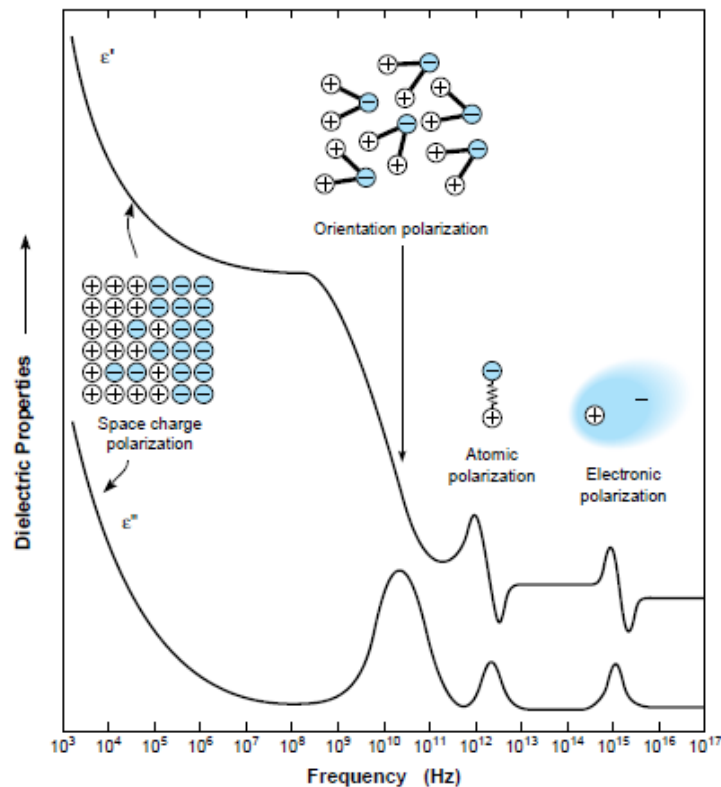 ε'
Orientation polarization
Space charge
polarization
Atomic
polarization
Electronic
polarization
ε"
Dielectric Properties
10³ 10⁴ 10⁵ 10⁶ 10⁷ 10⁸ 10⁹ 10¹⁰ 10¹¹ 10¹² 10¹³ 10¹⁴ 10¹⁵ 10¹⁶ 10¹⁷
Frequency (Hz)